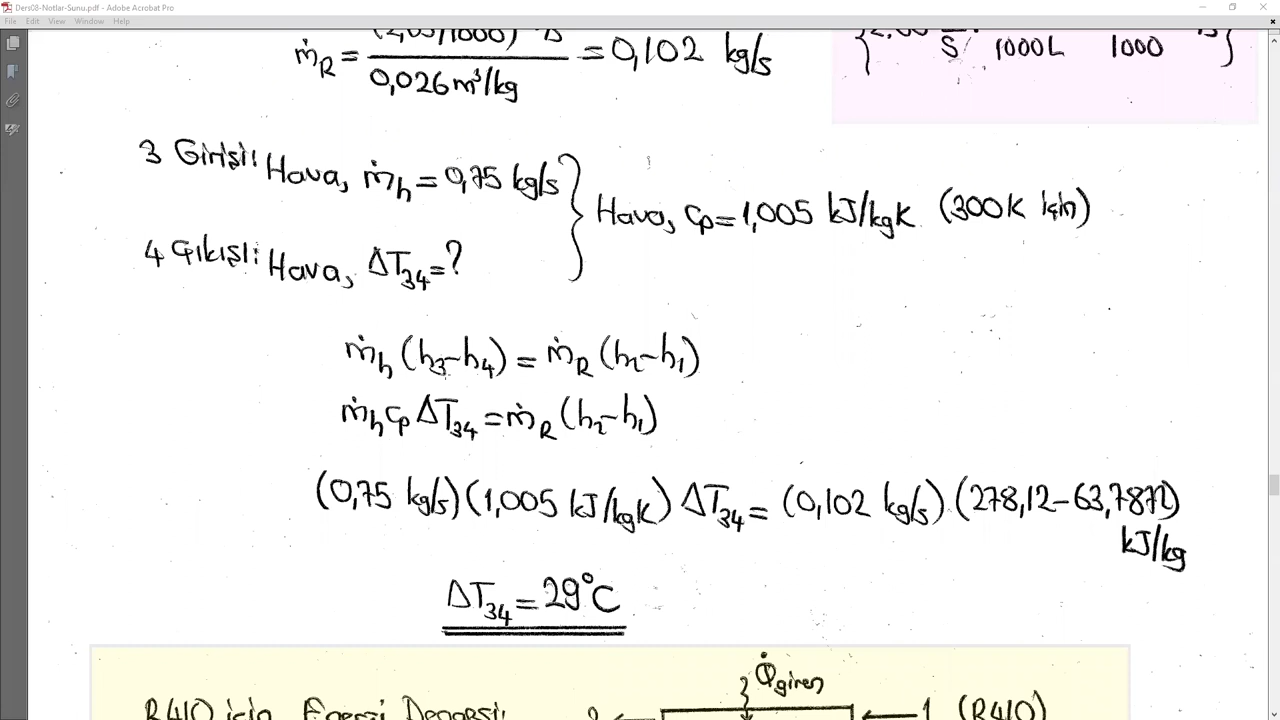 Ders08-Notlar-Sunu.pdf - Adobe Acrobat Pro
File Edit View Window Help
ṁR = (2,65/1000) m³/s / 0,026 m³/kg = 0,102 kg/s
S 1000L 1000
3 Girişi: Hava, ṁh = 0,75 kg/s
Hava, cp = 1,005 kJ/kgK (300K için)
4 Çıkışı: Hava, ΔT34 = ?
ṁh (h3-h4) = ṁR (h2-h1)
ṁh cp ΔT34 = ṁR (h2-h1)
(0,75 kg/s) (1,005 kJ/kgK) ΔT34 = (0,102 kg/s) (278,12-63,7872) kJ/kg
ΔT34 = 29°C
Q̇giren
R410 için Enerji Dengesi: 2 ← ← 1 (R410)